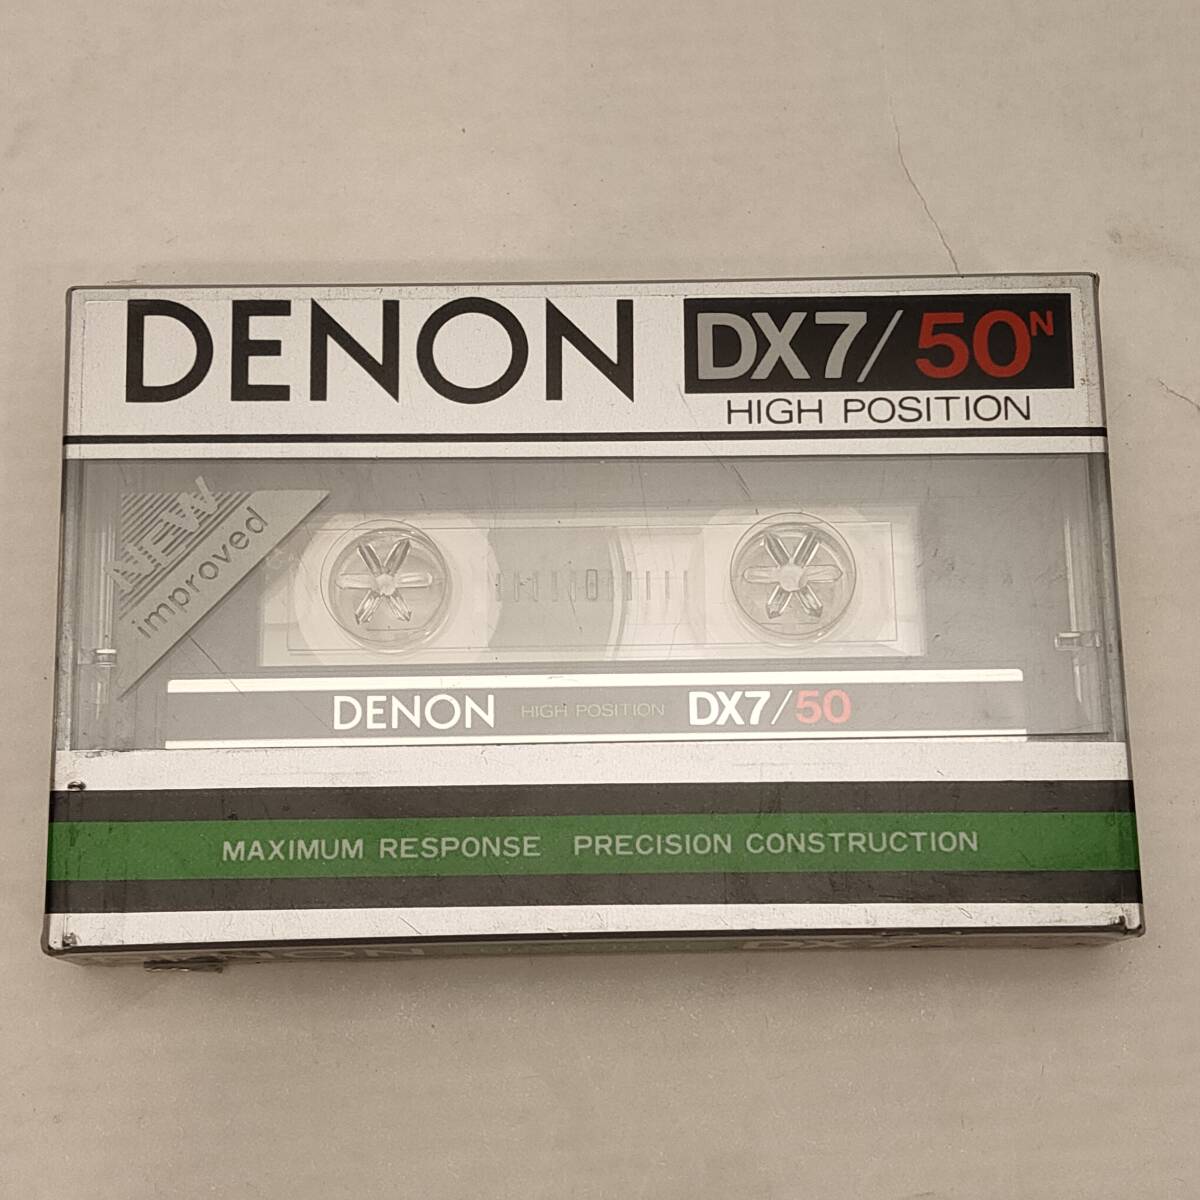 DENON DX7/50N
HIGH POSITION
NEW
improved
DENON HIGH POSITION DX7/50
MAXIMUM RESPONSE PRECISION CONSTRUCTION